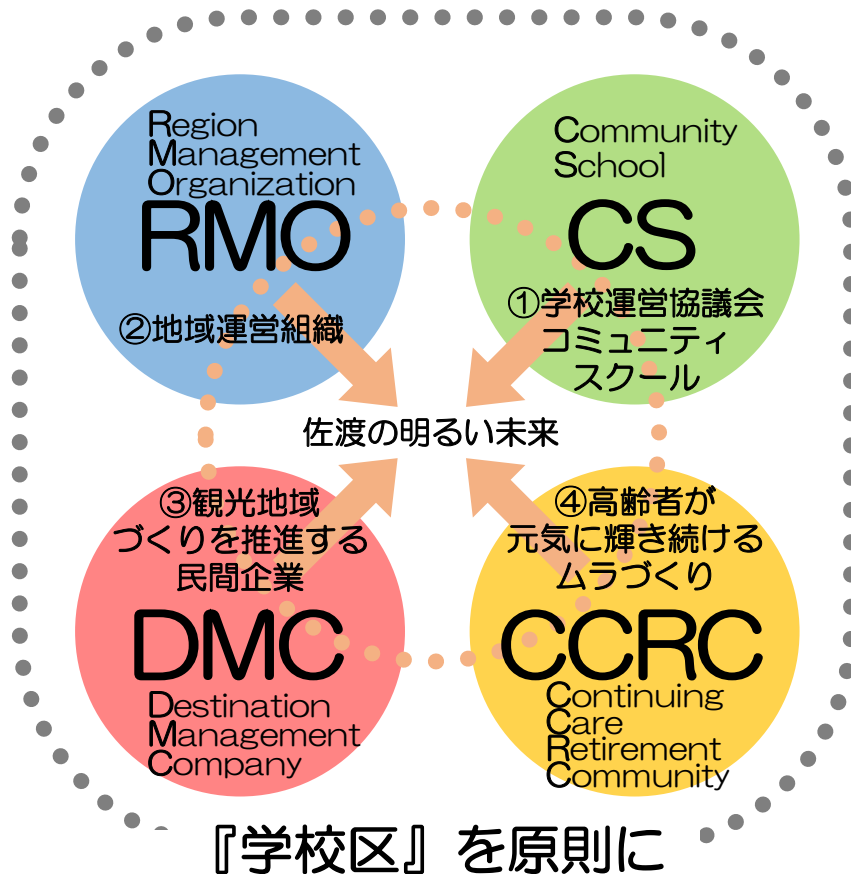 Region
Management
Organization
RMO
②地域運営組織
Community
School
CS
①学校運営協議会
コミュニティ
スクール
佐渡の明るい未来
③観光地域
づくりを推進する
民間企業
DMC
Destination
Management
Company
④高齢者が
元気に輝き続ける
ムラづくり
CCRC
Continuing
Care
Retirement
Community
『学校区』を原則に